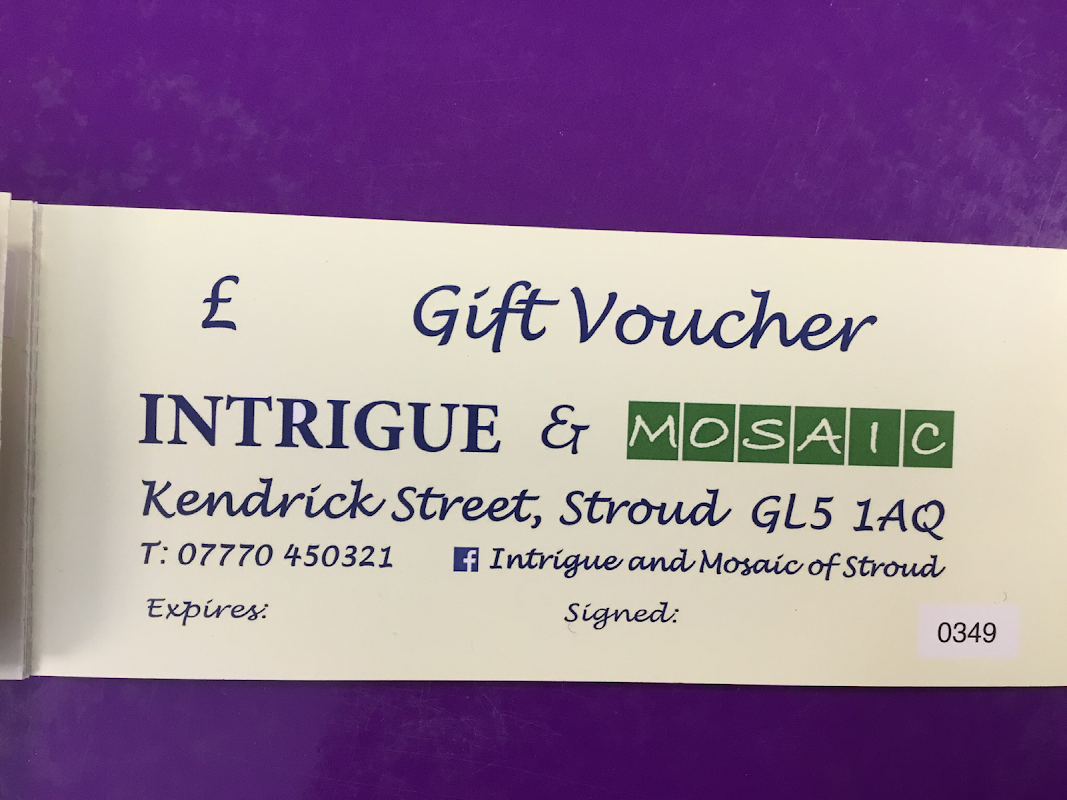 £ Gift Voucher
INTRIGUE & MOSAIC
Kendrick Street, Stroud GL5 1AQ
T: 07770 450321 f Intrigue and Mosaic of Stroud
Expires: Signed:
0349